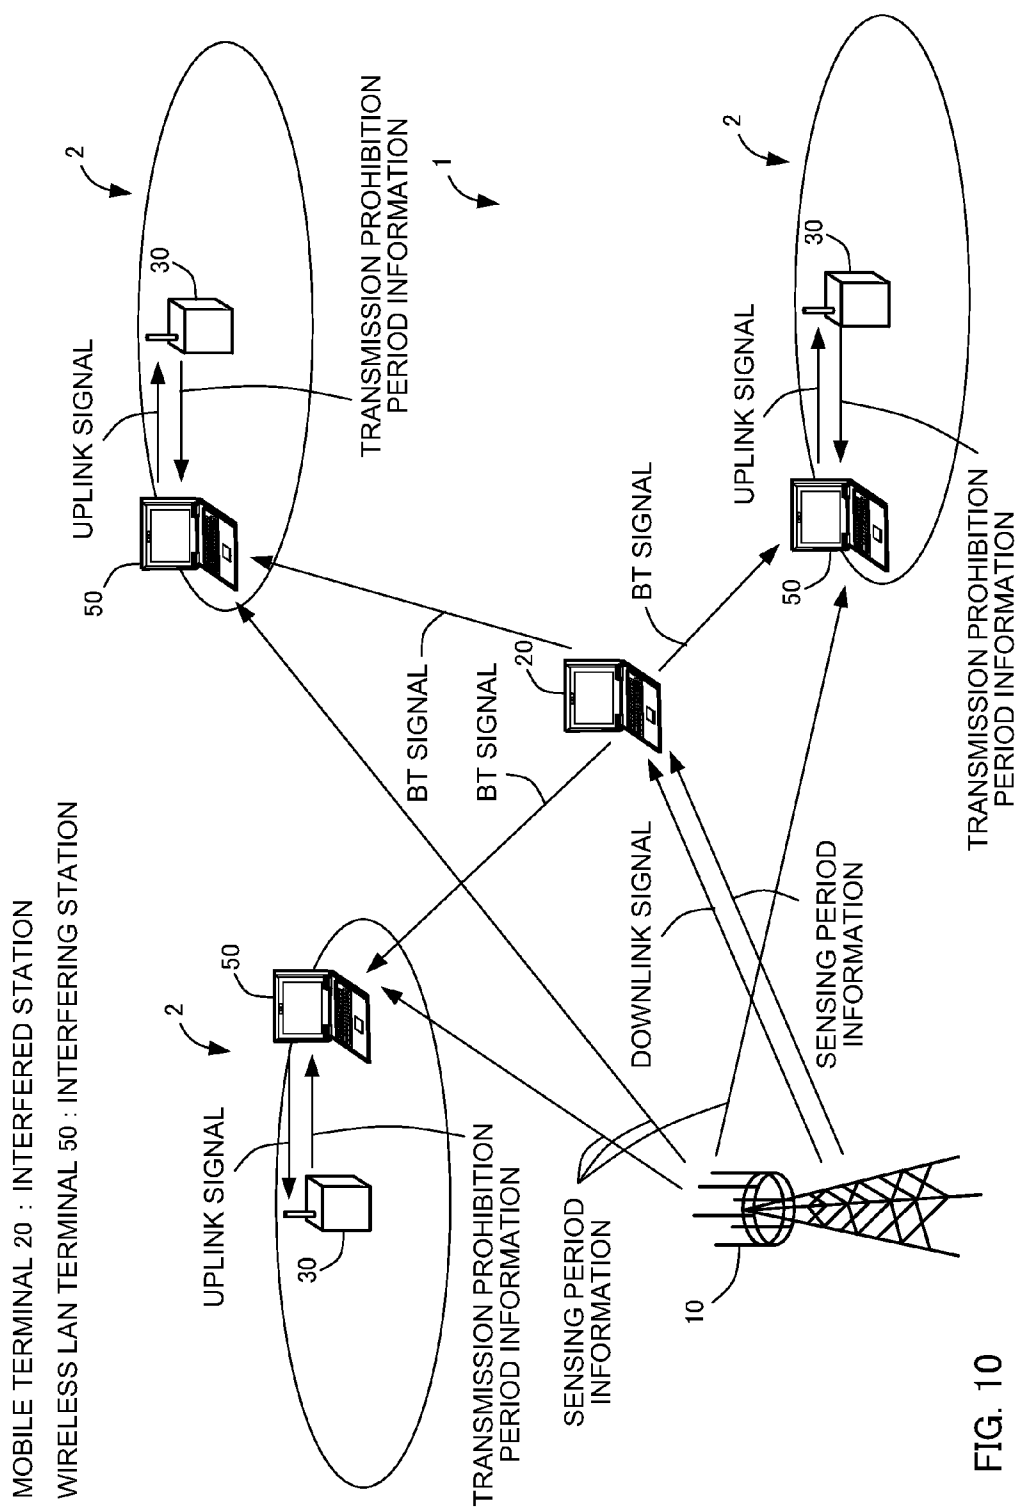 MOBILE TERMINAL 20 : INTERFERED STATION
WIRELESS LAN TERMINAL 50 : INTERFERING STATION
2
50
UPLINK SIGNAL
30
TRANSMISSION PROHIBITION
PERIOD INFORMATION
2
50
UPLINK SIGNAL
30
TRANSMISSION PROHIBITION
PERIOD INFORMATION
1
BT SIGNAL
BT SIGNAL
20
BT SIGNAL
SENSING PERIOD
INFORMATION
DOWNLINK SIGNAL
SENSING PERIOD
INFORMATION
10
2
UPLINK SIGNAL
30
50
TRANSMISSION PROHIBITION
PERIOD INFORMATION
FIG. 10